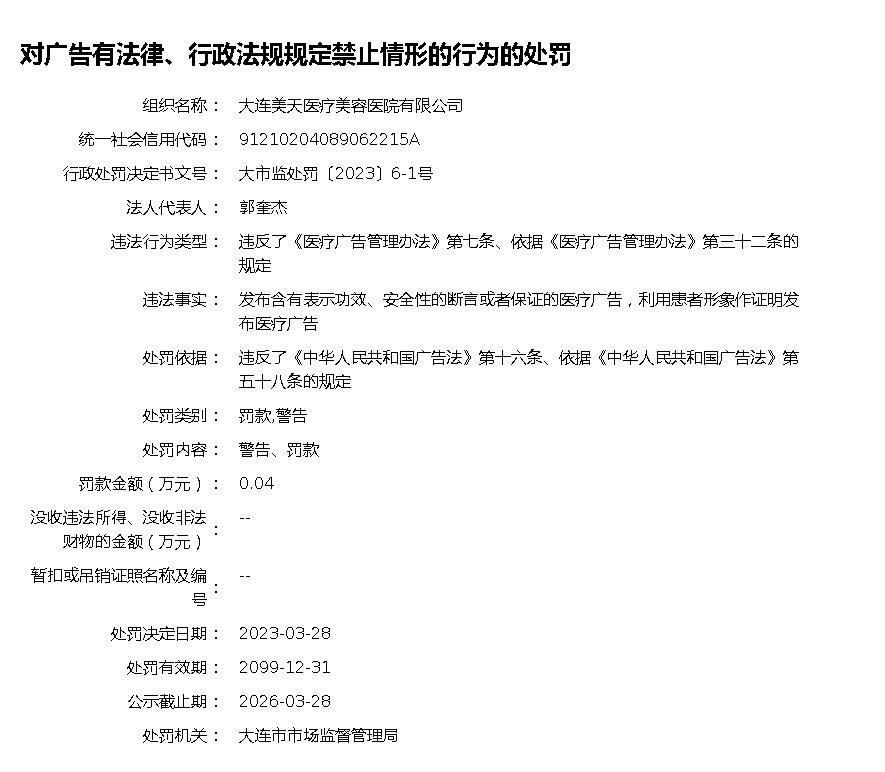 对广告有法律、行政法规规定禁止情形的行为的处罚
组织名称： 大连美天医疗美容医院有限公司
统一社会信用代码： 91210204089062215A
行政处罚决定书文号： 大市监处罚〔2023〕6-1号
法人代表人： 郭奎杰
违法行为类型： 违反了《医疗广告管理办法》第七条、依据《医疗广告管理办法》第三十二条的
规定
违法事实： 发布含有表示功效、安全性的断言或者保证的医疗广告，利用患者形象作证明发
布医疗广告
处罚依据： 违反了《中华人民共和国广告法》第十六条、依据《中华人民共和国广告法》第
五十八条的规定
处罚类别： 罚款,警告
处罚内容： 警告、罚款
罚款金额（万元）： 0.04
没收违法所得、没收非法
财物的金额（万元）： --
暂扣或吊销证照名称及编
号： --
处罚决定日期： 2023-03-28
处罚有效期： 2099-12-31
公示截止期： 2026-03-28
处罚机关： 大连市市场监督管理局